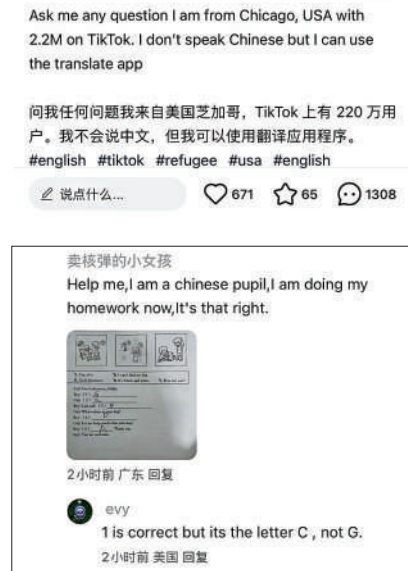 Ask me any question I am from Chicago, USA with
2.2M on TikTok. I don't speak Chinese but I can use
the translate app
问我任何问题我来自美国芝加哥，TikTok 上有 220 万用
户。我不会说中文，但我可以使用翻译应用程序。
#english #tiktok #refugee #usa #english
说点什么... 671 65 1308
卖核弹的小女孩
Help me,I am a chinese pupil,I am doing my
homework now,It's that right.
2小时前 广东 回复
evy
1 is correct but its the letter C , not G.
2小时前 美国 回复